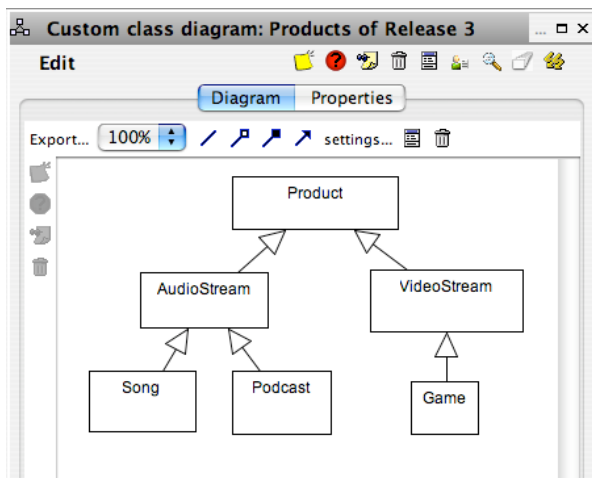 Custom class diagram: Products of Release 3
Edit
Diagram Properties
Export... 100% settings...
Product
AudioStream VideoStream
Song Podcast Game